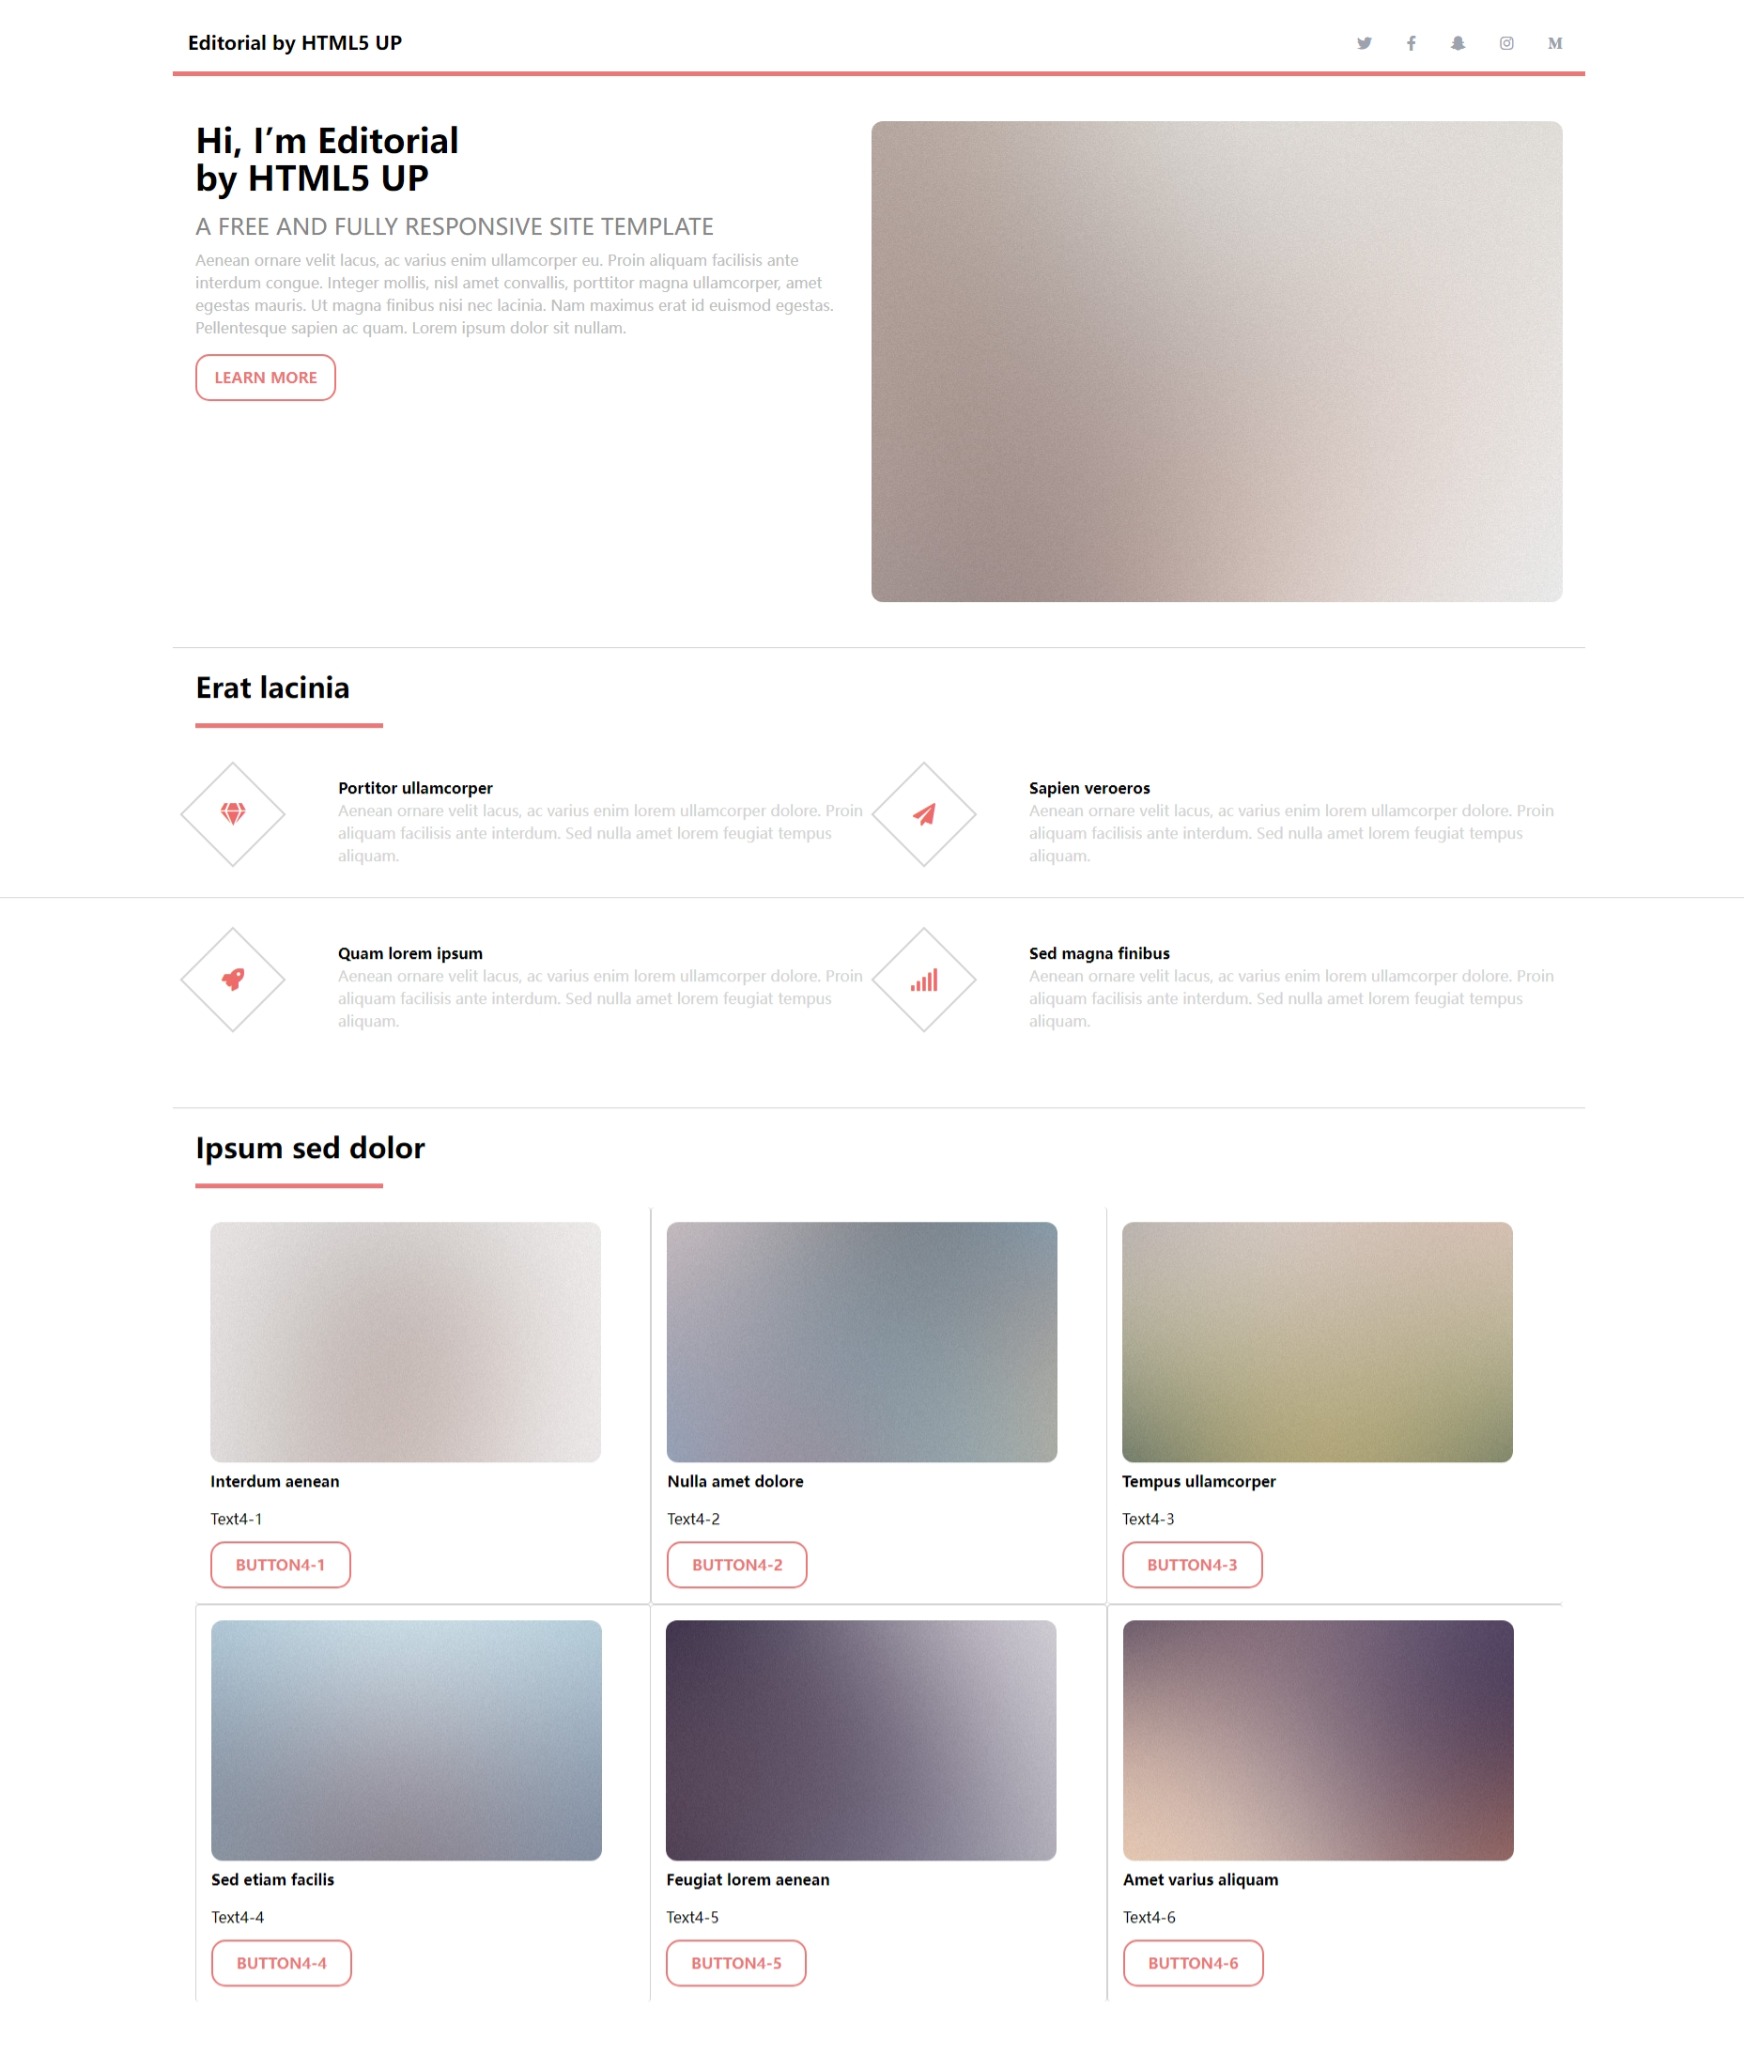 Editorial by HTML5 UP
Hi, I’m Editorial
by HTML5 UP
A FREE AND FULLY RESPONSIVE SITE TEMPLATE
Aenean ornare velit lacus, ac varius enim ullamcorper eu. Proin aliquam facilisis ante
interdum congue. Integer mollis, nisl amet convallis, porttitor magna ullamcorper, amet
egestas mauris. Ut magna finibus nisi nec lacinia. Nam maximus erat id euismod egestas.
Pellentesque sapien ac quam. Lorem ipsum dolor sit nullam.
LEARN MORE
Erat lacinia
Portitor ullamcorper
Aenean ornare velit lacus, ac varius enim lorem ullamcorper dolore. Proin
aliquam facilisis ante interdum. Sed nulla amet lorem feugiat tempus
aliquam.
Sapien veroeros
Aenean ornare velit lacus, ac varius enim lorem ullamcorper dolore. Proin
aliquam facilisis ante interdum. Sed nulla amet lorem feugiat tempus
aliquam.
Quam lorem ipsum
Aenean ornare velit lacus, ac varius enim lorem ullamcorper dolore. Proin
aliquam facilisis ante interdum. Sed nulla amet lorem feugiat tempus
aliquam.
Sed magna finibus
Aenean ornare velit lacus, ac varius enim lorem ullamcorper dolore. Proin
aliquam facilisis ante interdum. Sed nulla amet lorem feugiat tempus
aliquam.
Ipsum sed dolor
Interdum aenean
Text4-1
BUTTON4-1
Nulla amet dolore
Text4-2
BUTTON4-2
Tempus ullamcorper
Text4-3
BUTTON4-3
Sed etiam facilis
Text4-4
BUTTON4-4
Feugiat lorem aenean
Text4-5
BUTTON4-5
Amet varius aliquam
Text4-6
BUTTON4-6